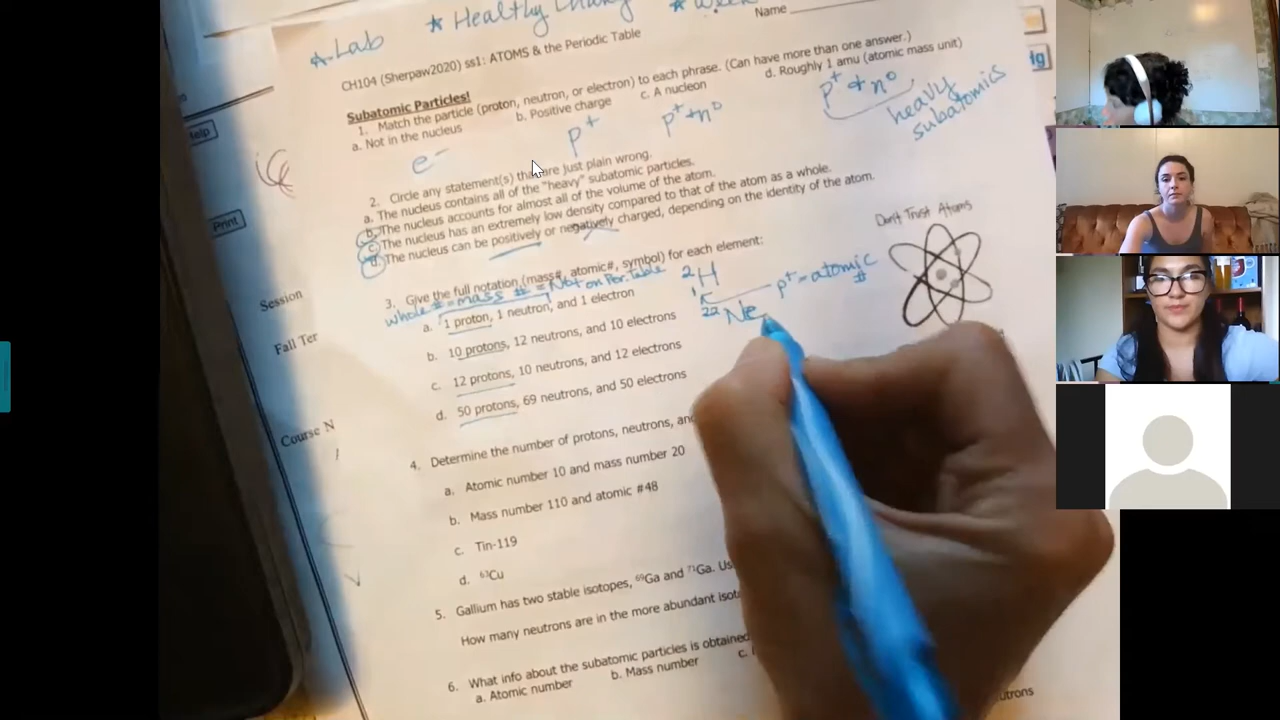 * Lab
* Healthy
*
Name
CH104 (Sherpaw2020) ss1: ATOMS & the Periodic Table
Subatomic Particles!
1. Match the particle (proton, neutron, or electron) to each phrase. (Can have more than one answer.)
a. Not in the nucleus b. Positive charge c. A nucleon d. Roughly 1 amu (atomic mass unit)
e⁻ p⁺ p⁺+n⁰ p⁺+n⁰
heavy
subatomics
2. Circle any statement(s) that are just plain wrong.
a. The nucleus contains all of the "heavy" subatomic particles.
b. The nucleus accounts for almost all of the volume of the atom.
c. The nucleus has an extremely low density compared to that of the atom as a whole.
d. The nucleus can be positively or negatively charged, depending on the identity of the atom.
Don't Trust Atoms
3. Give the full notation (mass#, atomic#, symbol) for each element:
whole # = mass # = Not on Per. Table
a. 1 proton, 1 neutron, and 1 electron
²₁H
p⁺=atomic
#
b. 10 protons, 12 neutrons, and 10 electrons
²²Ne
c. 12 protons, 10 neutrons, and 12 electrons
d. 50 protons, 69 neutrons, and 50 electrons
4. Determine the number of protons, neutrons, and
a. Atomic number 10 and mass number 20
b. Mass number 110 and atomic #48
c. Tin-119
d. ⁶³Cu
5. Gallium has two stable isotopes, ⁶⁹Ga and ⁷¹Ga.
How many neutrons are in the more abundant
6. What info about the subatomic particles is obtained
a. Atomic number b. Mass number c.
Help
Print
Session
Fall Ter
Course N